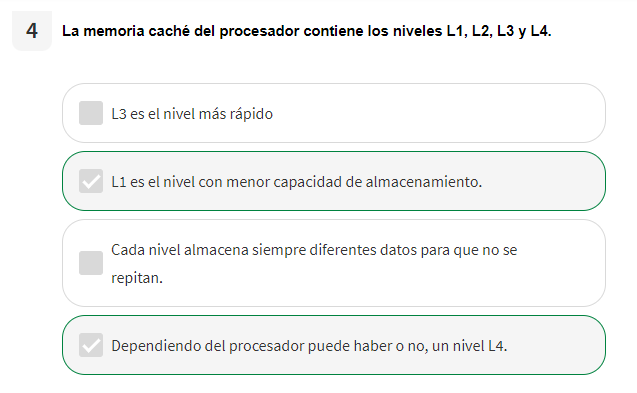 4
La memoria caché del procesador contiene los niveles L1, L2, L3 y L4.
L3 es el nivel más rápido
L1 es el nivel con menor capacidad de almacenamiento.
Cada nivel almacena siempre diferentes datos para que no se
repitan.
Dependiendo del procesador puede haber o no, un nivel L4.